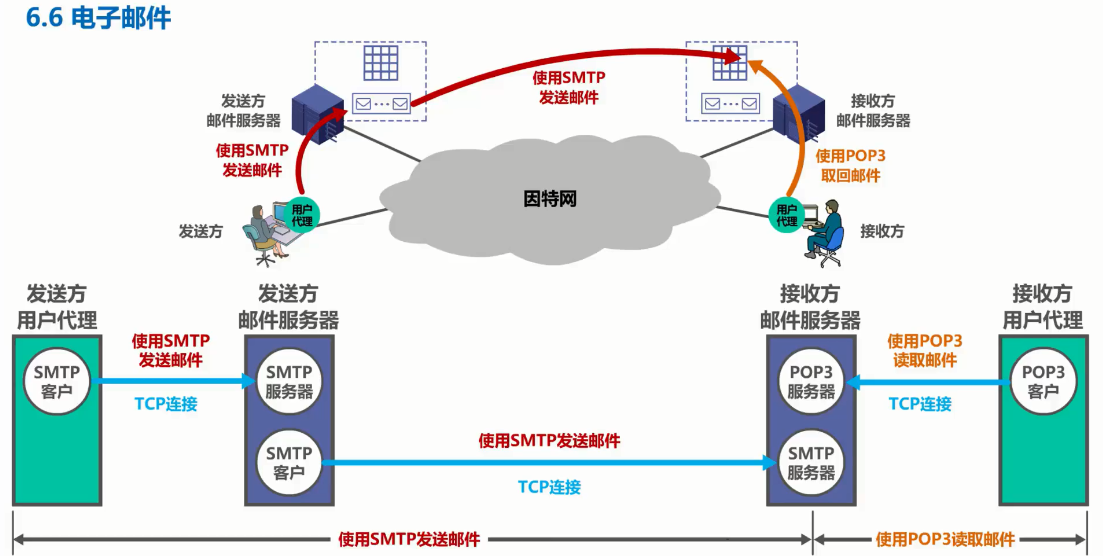 6.6 电子邮件
使用SMTP
发送邮件
发送方
邮件服务器
接收方
邮件服务器
使用SMTP
发送邮件
使用POP3
取回邮件
因特网
用户
代理
用户
代理
发送方
接收方
发送方
用户代理
发送方
邮件服务器
接收方
邮件服务器
接收方
用户代理
使用SMTP
发送邮件
使用POP3
读取邮件
SMTP
客户
SMTP
服务器
POP3
服务器
POP3
客户
TCP连接
TCP连接
使用SMTP发送邮件
SMTP
客户
SMTP
服务器
TCP连接
使用SMTP发送邮件
使用POP3读取邮件